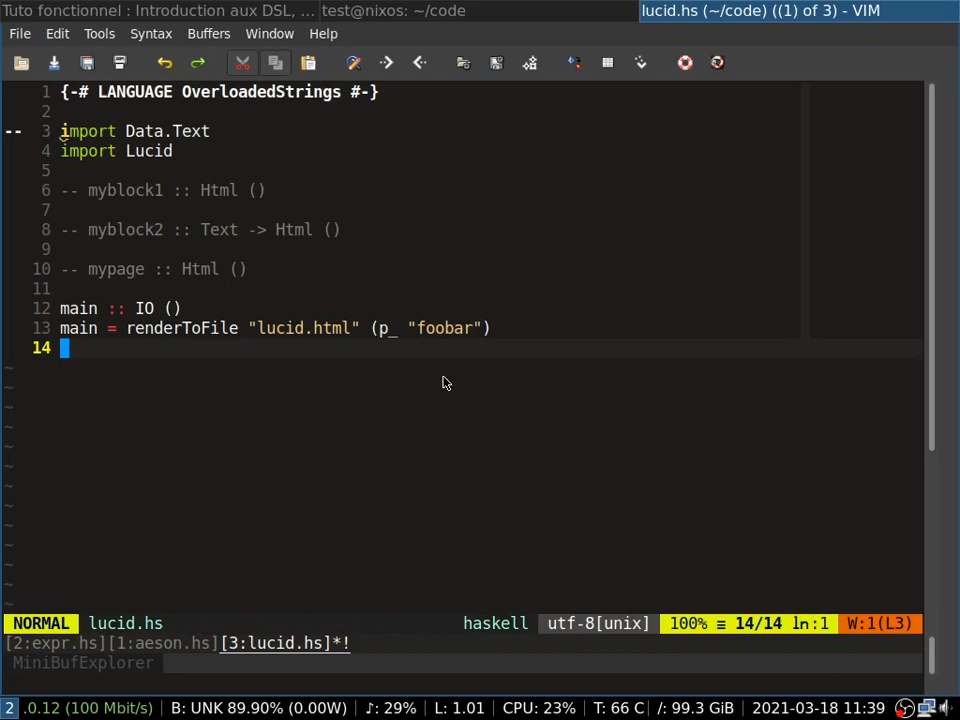 Tuto fonctionnel : Introduction aux DSL, ... test@nixos: ~/code lucid.hs (~/code) ((1) of 3) - VIM
File Edit Tools Syntax Buffers Window Help
1 {-# LANGUAGE OverloadedStrings #-}
2
-- 3 import Data.Text
4 import Lucid
5
6 -- myblock1 :: Html ()
7
8 -- myblock2 :: Text -> Html ()
9
10 -- mypage :: Html ()
11
12 main :: IO ()
13 main = renderToFile "lucid.html" (p_ "foobar")
14
~
~
~
~
~
~
~
~
~
~
~
~
~
NORMAL lucid.hs haskell utf-8[unix] 100% ≡ 14/14 ln:1 W:1(L3)
[2:expr.hs][1:aeson.hs][3:lucid.hs]*!
MiniBufExplorer
2 .0.12 (100 Mbit/s) B: UNK 89.90% (0.00W) ♪: 29% L: 1.01 CPU: 23% T: 66 C /: 99.3 GiB 2021-03-18 11:39